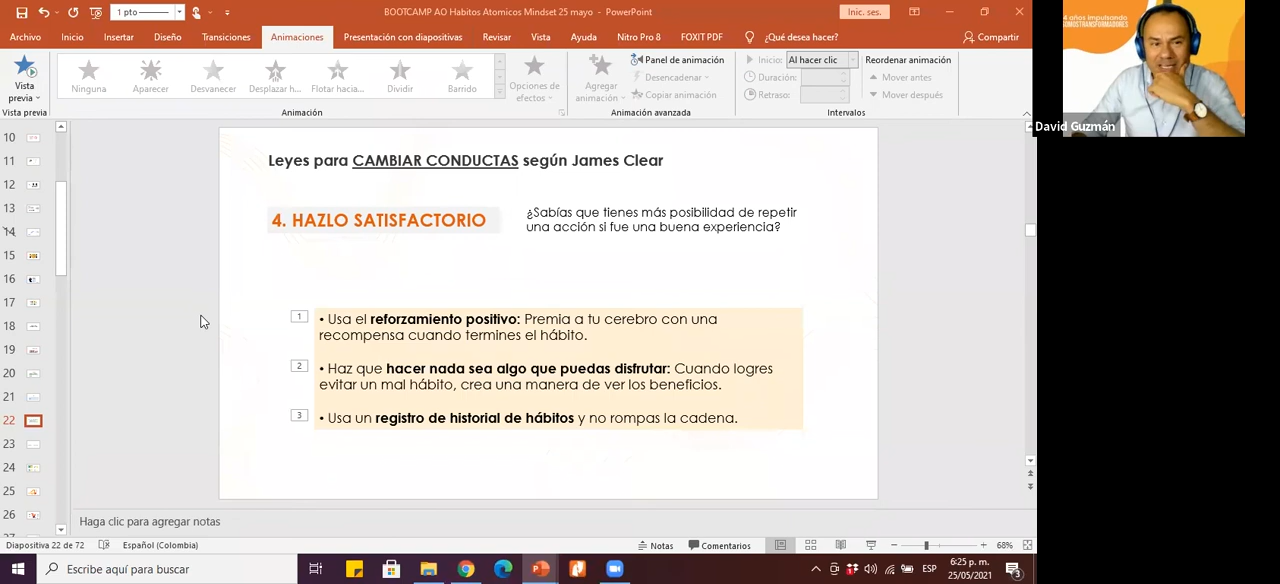 1 pto
BOOTCAMP AO Habitos Atomicos Mindset 25 mayo - PowerPoint
Inic. ses.
Archivo Inicio Insertar Diseño Transiciones Animaciones Presentación con diapositivas Revisar Vista Ayuda Nitro Pro 8 FOXIT PDF ¿Qué desea hacer? Compartir
Vista
previa
Vista previa
Ninguna Aparecer Desvanecer Desplazar h... Flotar hacia... Dividir Barrido
Animación
Opciones de
efectos
Agregar
animación
Panel de animación
Desencadenar
Copiar animación
Animación avanzada
Inicio: Al hacer clic
Duración:
Retraso:
Reordenar animación
Mover antes
Mover después
Intervalos
4 años impulsando
SOMOSTRANSFORMADORES
David Guzmán
10
11
12
13
14
15
16
17
18
19
20
21
22
23
24
25
26
Leyes para CAMBIAR CONDUCTAS según James Clear
4. HAZLO SATISFACTORIO
¿Sabías que tienes más posibilidad de repetir
una acción si fue una buena experiencia?
1
• Usa el reforzamiento positivo: Premia a tu cerebro con una
recompensa cuando termines el hábito.
2
• Haz que hacer nada sea algo que puedas disfrutar: Cuando logres
evitar un mal hábito, crea una manera de ver los beneficios.
3
• Usa un registro de historial de hábitos y no rompas la cadena.
Haga clic para agregar notas
Diapositiva 22 de 72 Español (Colombia) Notas Comentarios 68%
Escribe aquí para buscar
ESP
6:25 p. m.
25/05/2021
3